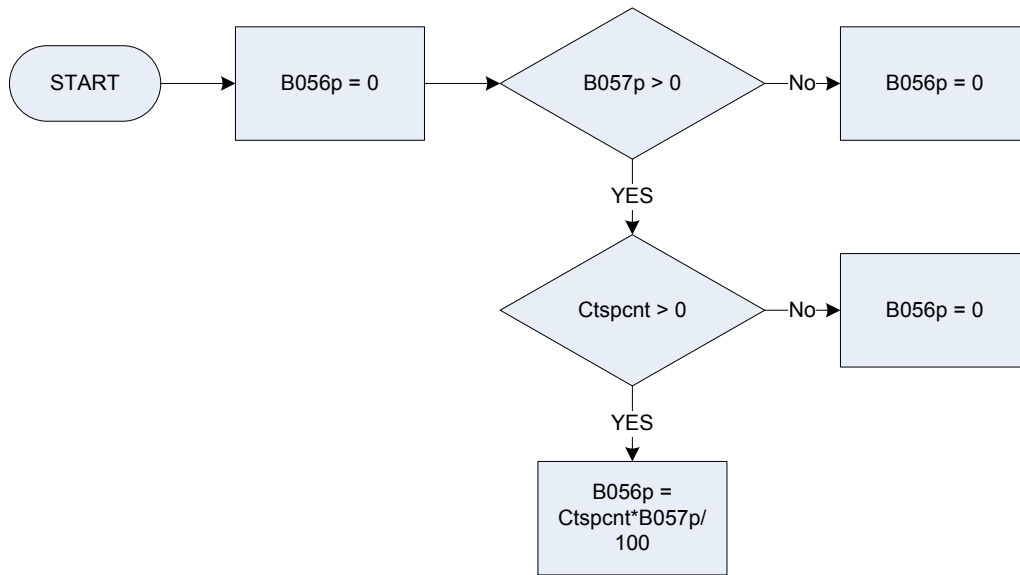 START
B056p = 0
B057p > 0
No
B056p = 0
YES
Ctspcnt > 0
No
B056p = 0
YES
B056p =
Ctspcnt*B057p/
100